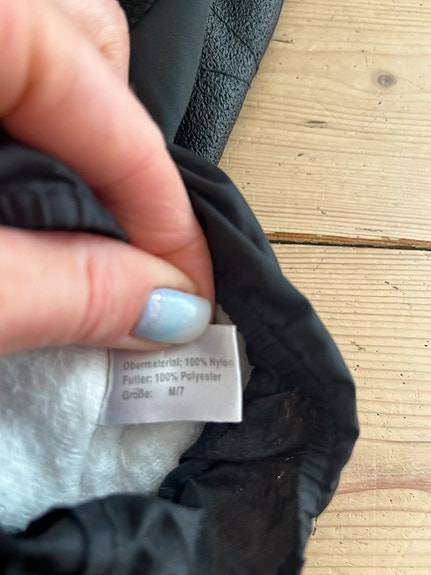 Obermaterial: 100% Nylon
Futter: 100% Polyester
Größe: M/7